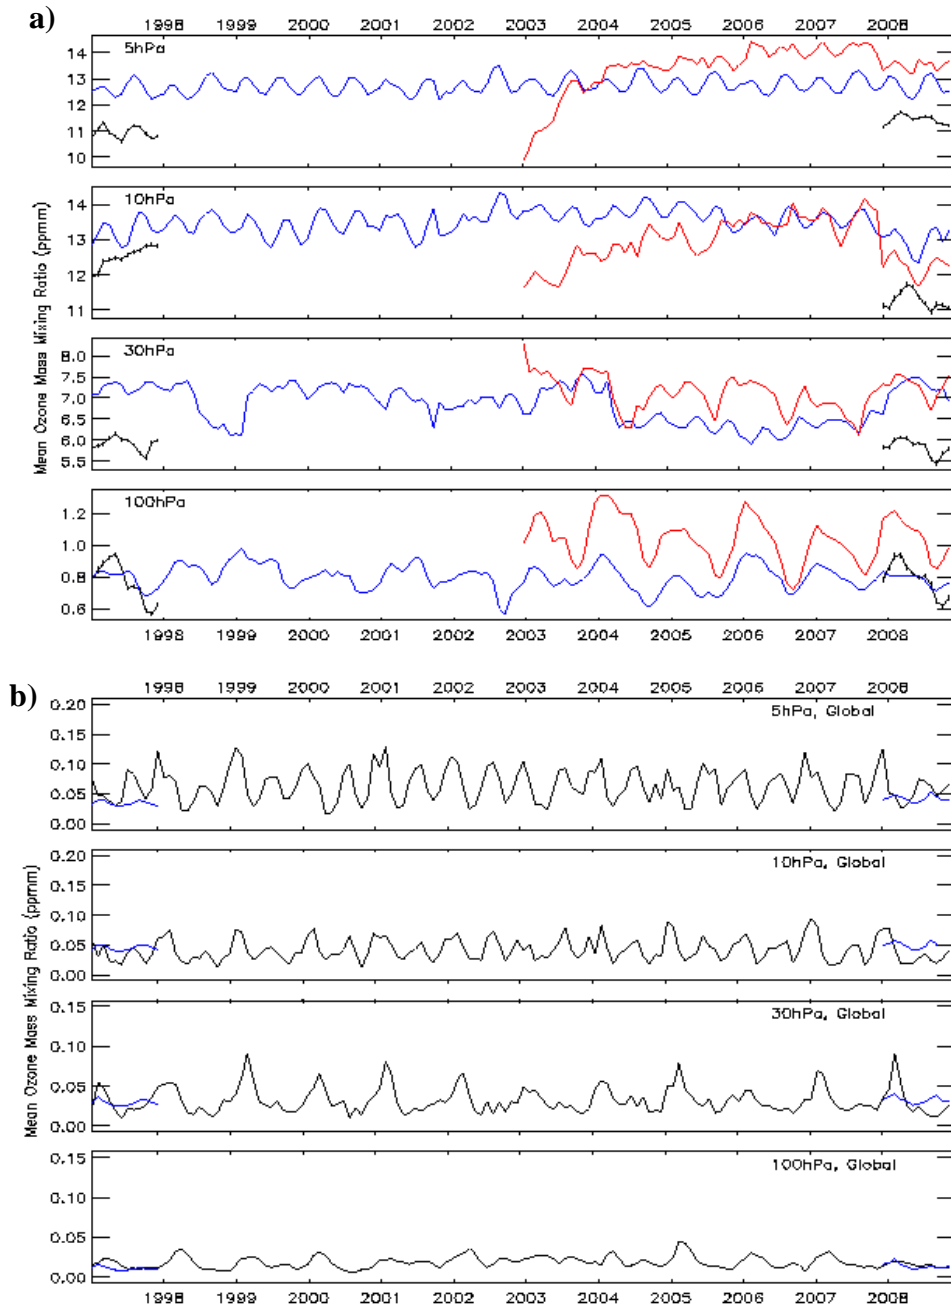 a)
1998 1999 2000 2001 2002 2003 2004 2005 2006 2007 2008
Mean Ozone Mass Mixing Ratio (ppmm)
5hPa
14
13
12
11
10
10hPa
14
13
12
11
30hPa
8.0
7.5
7.0
6.5
6.0
5.5
100hPa
1.2
1.0
0.8
0.6
1998 1999 2000 2001 2002 2003 2004 2005 2006 2007 2008
b)
1998 1999 2000 2001 2002 2003 2004 2005 2006 2007 2008
Mean Ozone Mass Mixing Ratio (ppmm)
5hPa, Global
0.20
0.15
0.10
0.05
0.00
10hPa, Global
0.20
0.15
0.10
0.05
0.00
30hPa, Global
0.15
0.10
0.05
0.00
100hPa, Global
0.15
0.10
0.05
0.00
1998 1999 2000 2001 2002 2003 2004 2005 2006 2007 2008